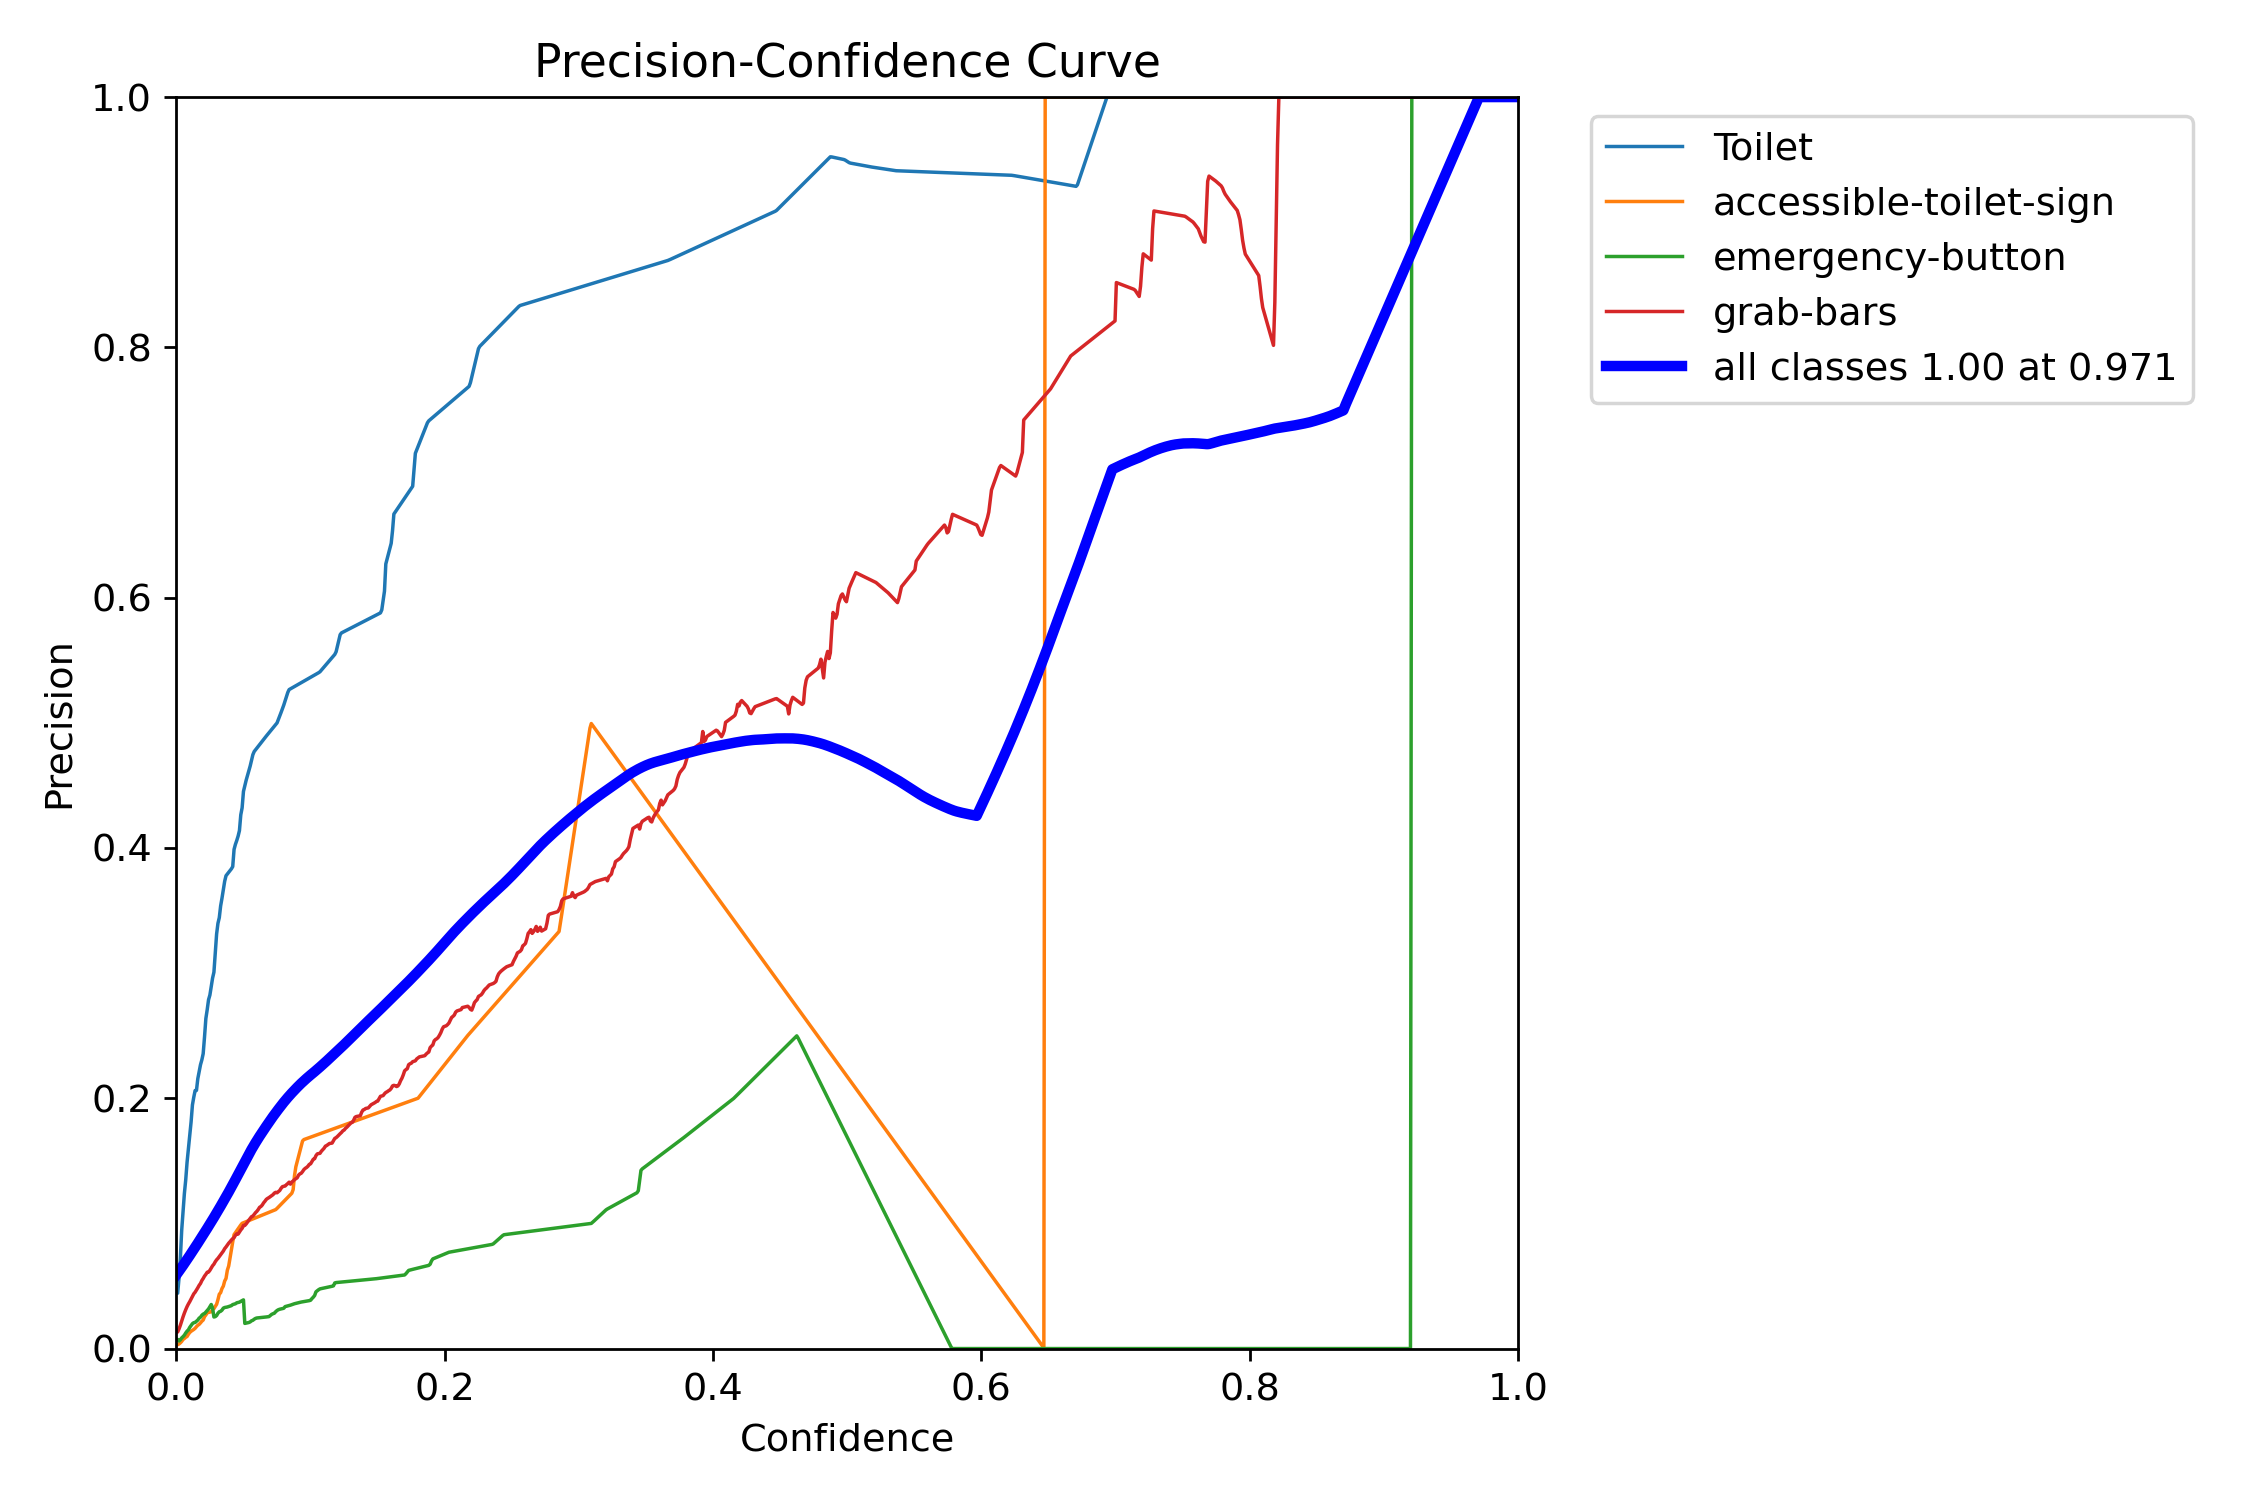 Precision-Confidence Curve
1.0
0.8
0.6
0.4
0.2
0.0
Precision
0.0 0.2 0.4 0.6 0.8 1.0
Confidence
Toilet
accessible-toilet-sign
emergency-button
grab-bars
all classes 1.00 at 0.971